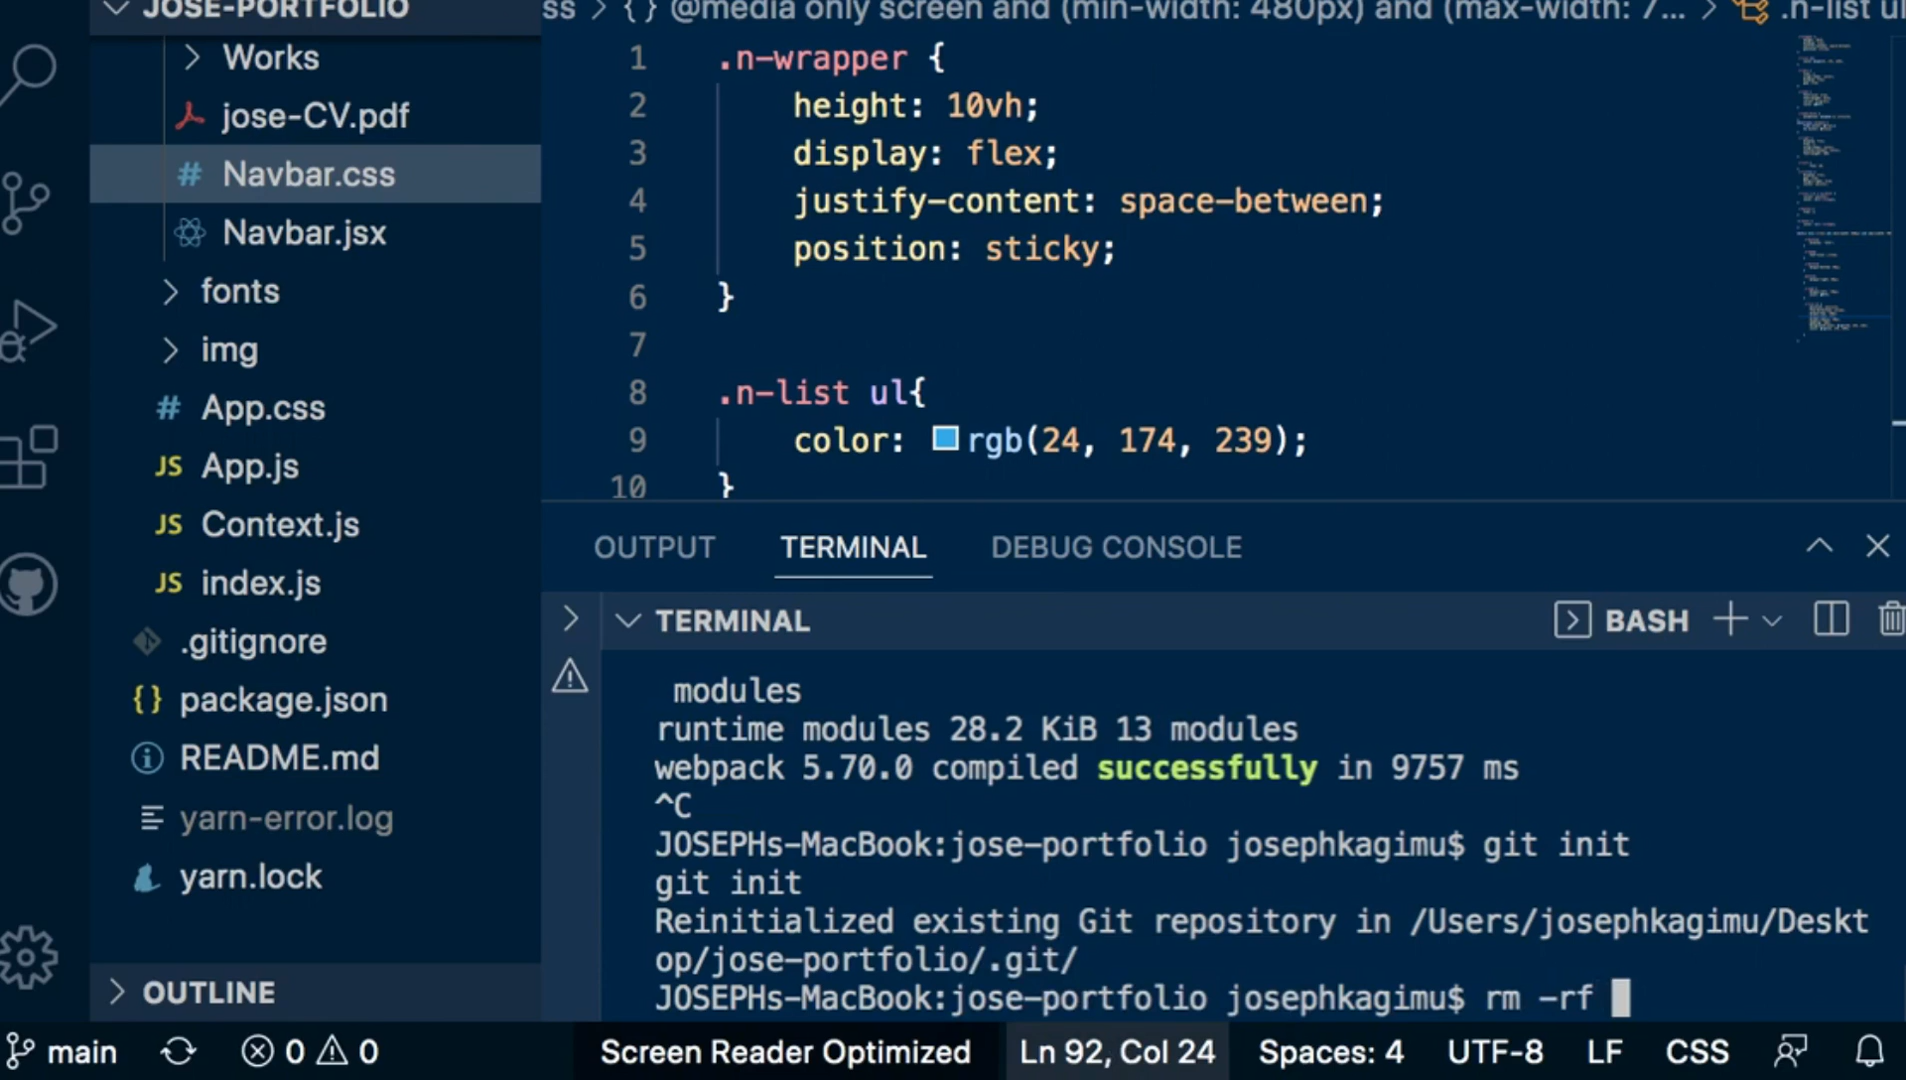 JOSE-PORTFOLIO
Works
jose-CV.pdf
# Navbar.css
Navbar.jsx
fonts
img
# App.css
JS App.js
JS Context.js
JS index.js
.gitignore
{} package.json
README.md
yarn-error.log
yarn.lock
OUTLINE
ss > {} @media only screen and (min-width: 480px) and (max-width: 7... > .n-list ul
1 .n-wrapper {
2 height: 10vh;
3 display: flex;
4 justify-content: space-between;
5 position: sticky;
6 }
7
8 .n-list ul{
9 color: rgb(24, 174, 239);
10 }
OUTPUT TERMINAL DEBUG CONSOLE
TERMINAL BASH
modules
runtime modules 28.2 KiB 13 modules
webpack 5.70.0 compiled successfully in 9757 ms
^C
JOSEPHs-MacBook:jose-portfolio josephkagimu$ git init
git init
Reinitialized existing Git repository in /Users/josephkagimu/Deskt
op/jose-portfolio/.git/
JOSEPHs-MacBook:jose-portfolio josephkagimu$ rm -rf
main 0 0 Screen Reader Optimized Ln 92, Col 24 Spaces: 4 UTF-8 LF CSS